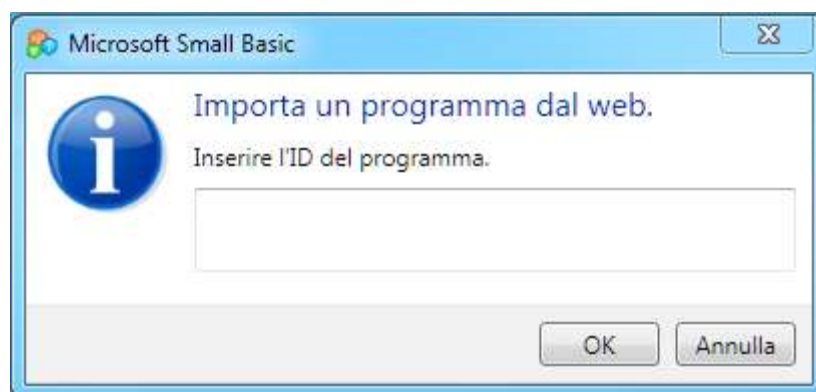 Microsoft Small Basic
Importa un programma dal web.
Inserire l'ID del programma.
OK
Annulla